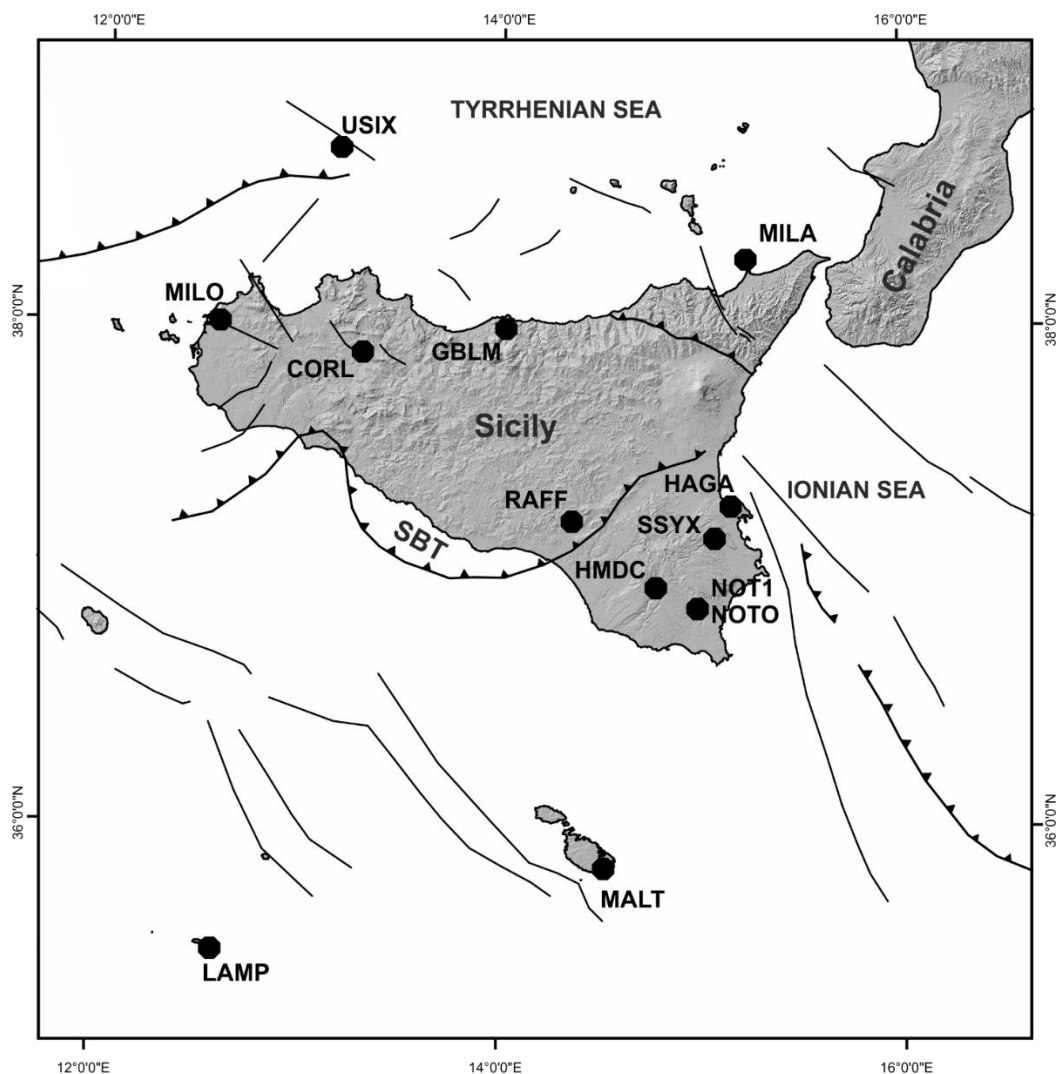 12°0'0"E
14°0'0"E
16°0'0"E
TYRRHENIAN SEA
USIX
Calabria
MILA
MILO
38°0'0"N
38°0'0"N
GBLM
CORL
Sicily
HAGA
IONIAN SEA
RAFF
SSYX
SBT
HMDC
NOT1
NOTO
36°0'0"N
36°0'0"N
MALT
LAMP
12°0'0"E
14°0'0"E
16°0'0"E